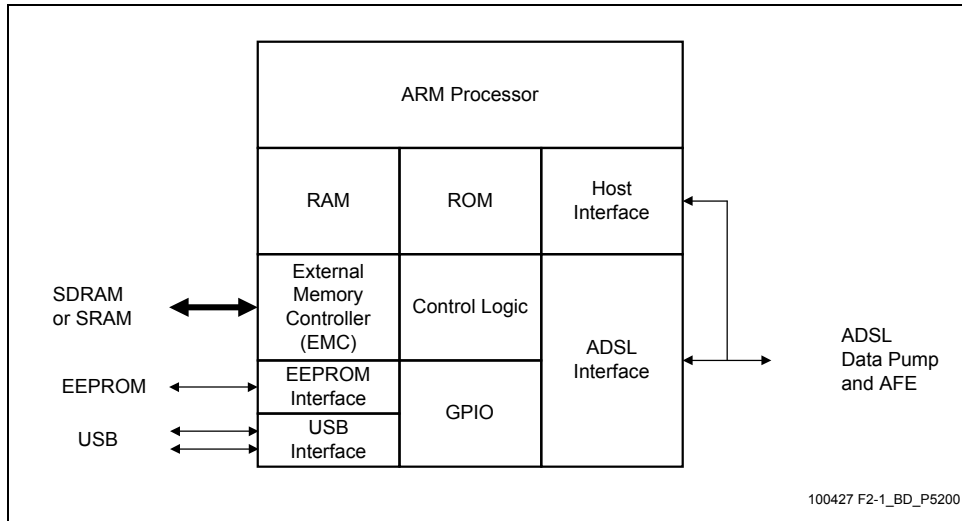 ARM Processor
RAM
ROM
Host
Interface
SDRAM
or SRAM
External
Memory
Controller
(EMC)
Control Logic
ADSL
Interface
ADSL
Data Pump
and AFE
EEPROM
EEPROM
Interface
GPIO
USB
USB
Interface
100427 F2-1_BD_P5200